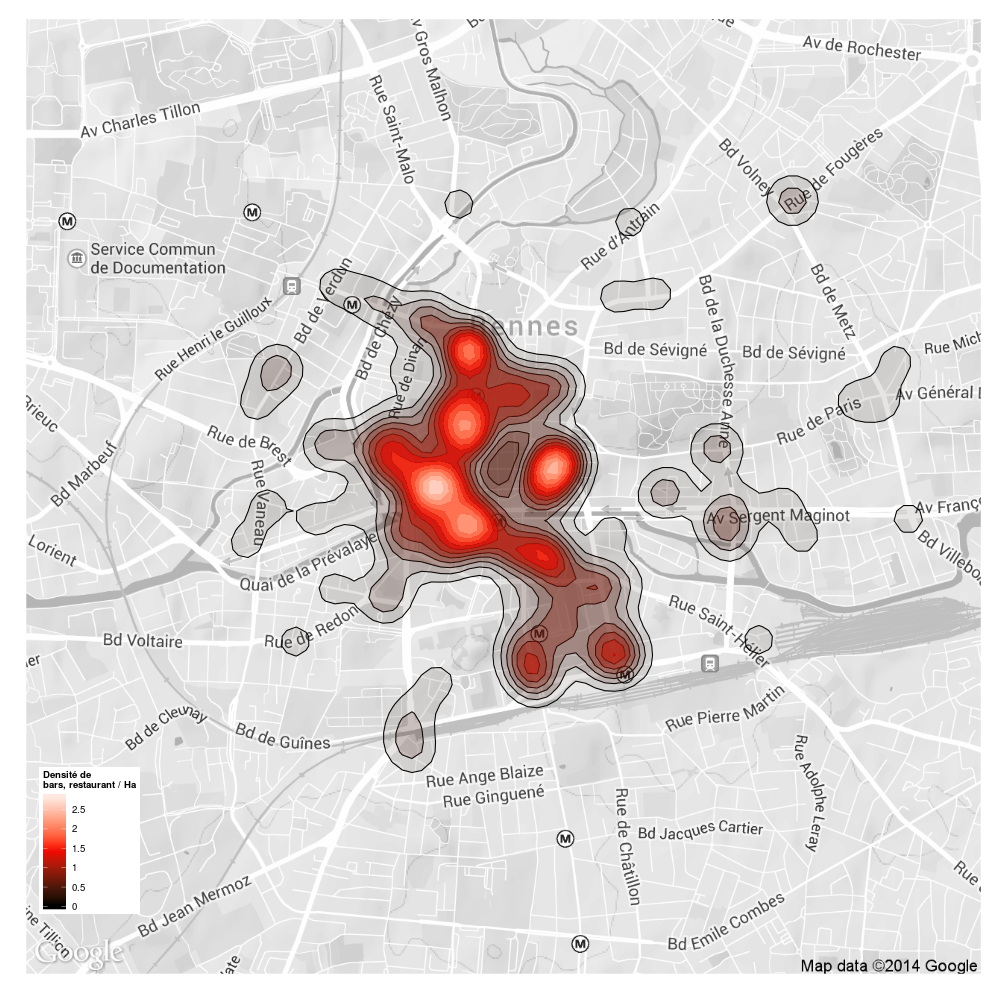 Av de Rochester
Av Gros Malhon
Rue Saint-Malo
Av Charles Tillon
Bd Volney
Rue de Fougères
M
M
Service Commun
de Documentation
Rue d'Antrain
Bd de Verdun
M
Bd de Chézy
Rue Henri le Guilloux
Rennes
Bd de la Duchesse Anne
Bd de Metz
Bd de Sévigné
Bd de Sévigné
Rue Mich
Rue de Dinan
Av Général
Rue de Paris
Brieuc
Rue de Brest
Bd Marbeuf
Rue Vaneau
Av Sergent Maginot
Av Franç
Lorient
Quai de la Prévalaye
Bd Villebo
Rue Saint-Hélier
Bd Voltaire
Rue de Redon
M
M
ier
Rue Pierre Martin
Bd de Cleunay
Bd de Guînes
Rue Adolphe Leray
Rue Ange Blaize
Rue Ginguené
Densité de
bars, restaurant / Ha
2.5
2
1.5
1
0.5
0
Rue de Châtillon
Bd Jacques Cartier
M
Bd Jean Mermoz
Bd Emile Combes
M
ine Tillon
Google
Map data ©2014 Google